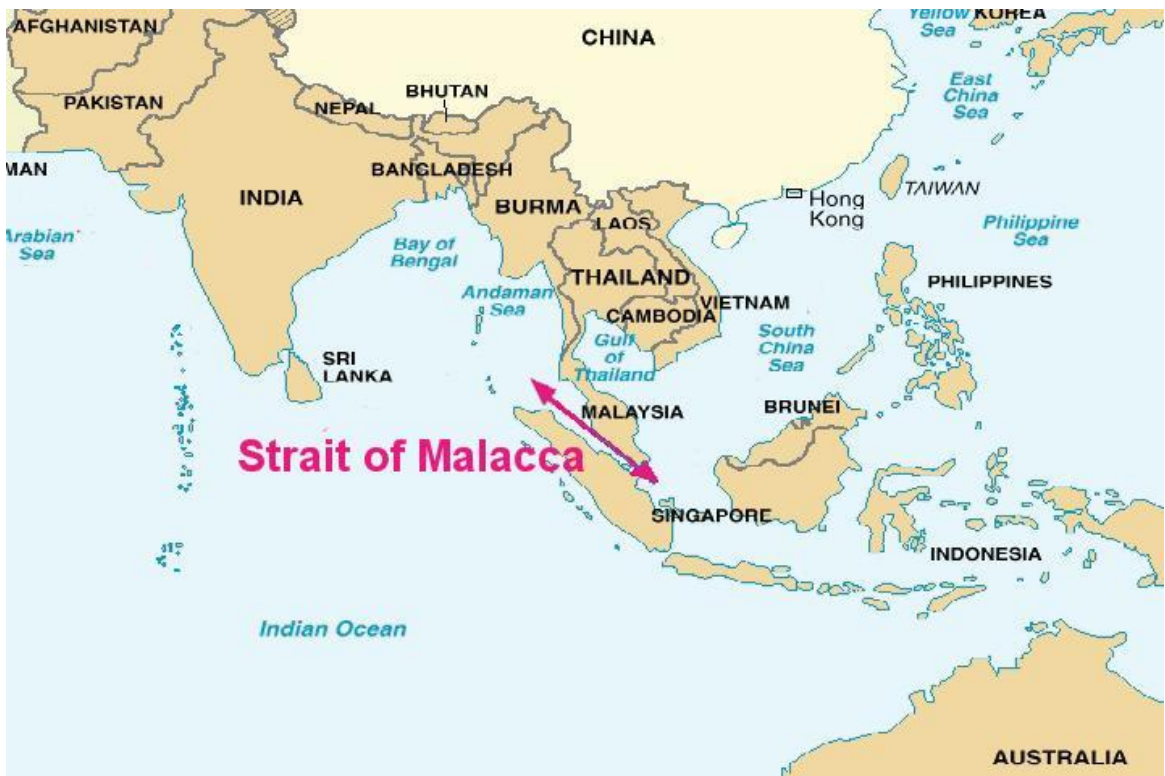 Yellow
Sea
KOREA
AFGHANISTAN
CHINA
East
China
Sea
BHUTAN
PAKISTAN
NEPAL
MAN
BANGLADESH
INDIA
BURMA
LAOS
Hong
Kong
TAIWAN
Arabian
Sea
Bay of
Bengal
Philippine
Sea
THAILAND
PHILIPPINES
Andaman
Sea
VIETNAM
CAMBODIA
South
China
Sea
Gulf
of
Thailand
SRI
LANKA
MALAYSIA
BRUNEI
Strait of Malacca
SINGAPORE
INDONESIA
Indian Ocean
AUSTRALIA